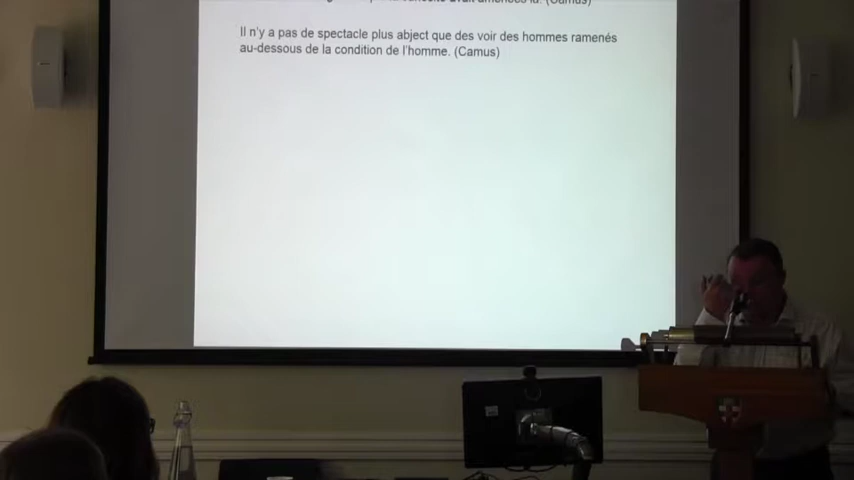 (Camus)
Il n'y a pas de spectacle plus abject que des voir des hommes ramenés
au-dessous de la condition de l'homme. (Camus)